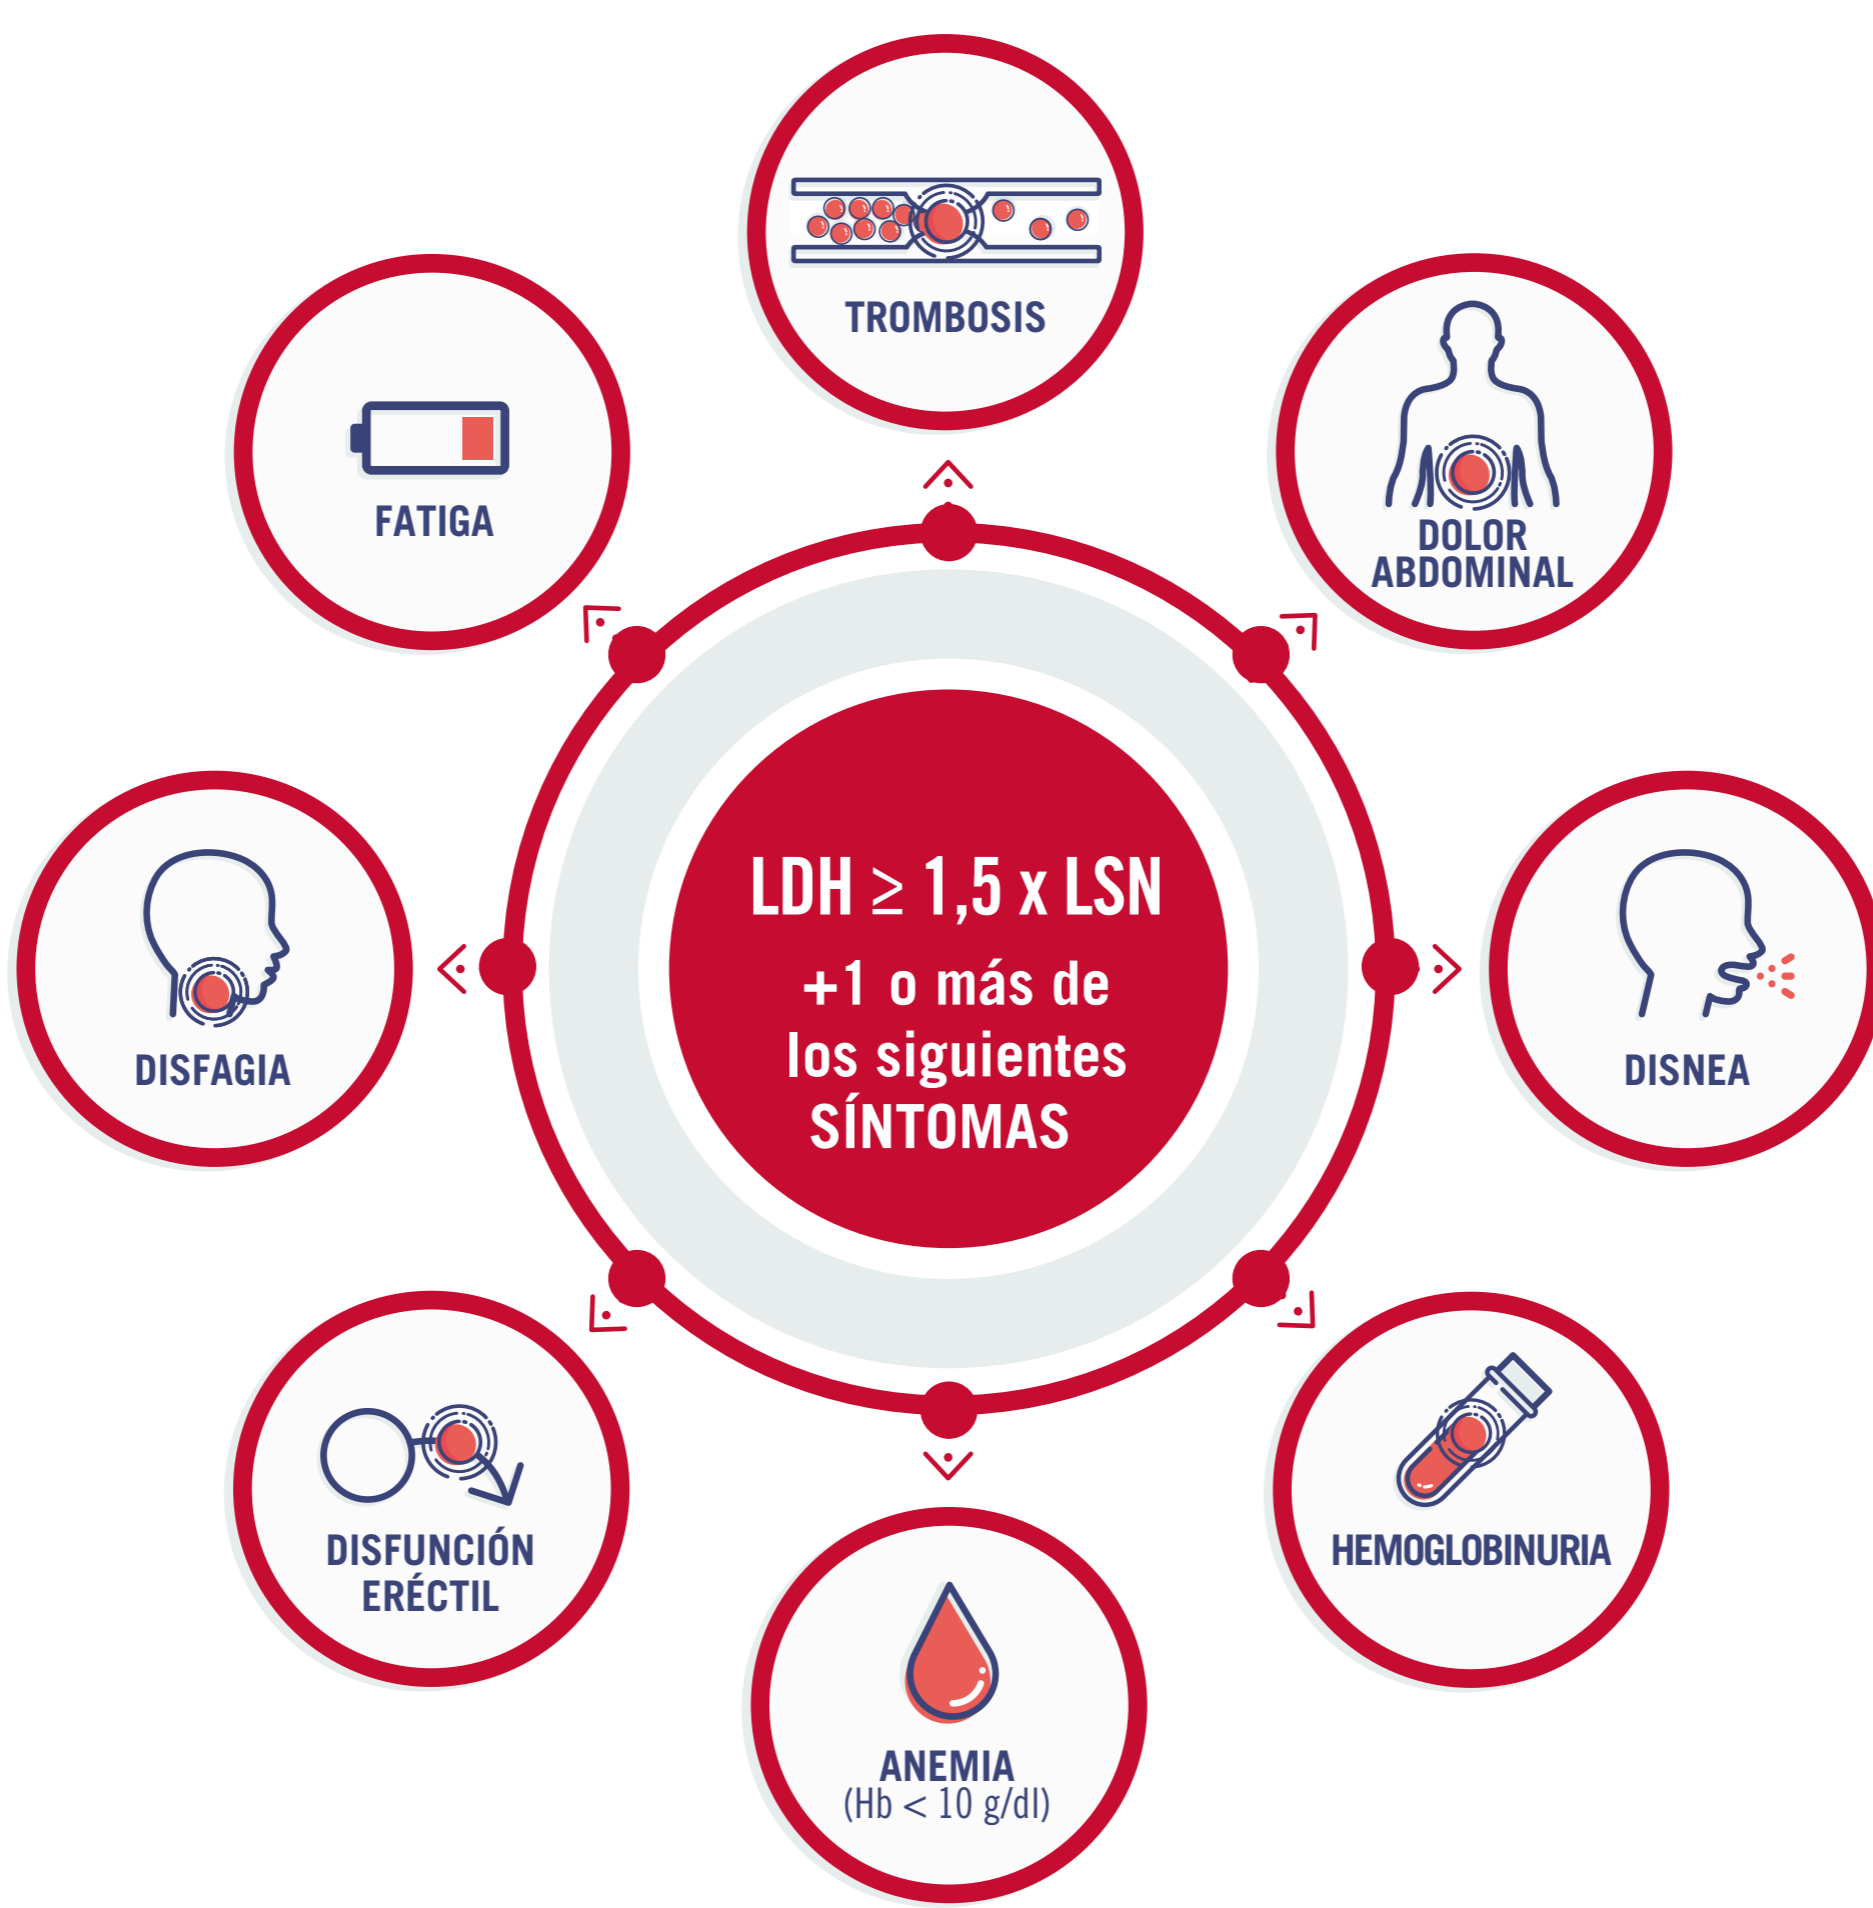 TROMBOSIS
FATIGA
DOLOR
ABDOMINAL
LDH ≥ 1,5 x LSN
+1 o más de
los siguientes
SÍNTOMAS
DISFAGIA
DISNEA
DISFUNCIÓN
ERÉCTIL
HEMOGLOBINURIA
ANEMIA
(Hb < 10 g/dl)